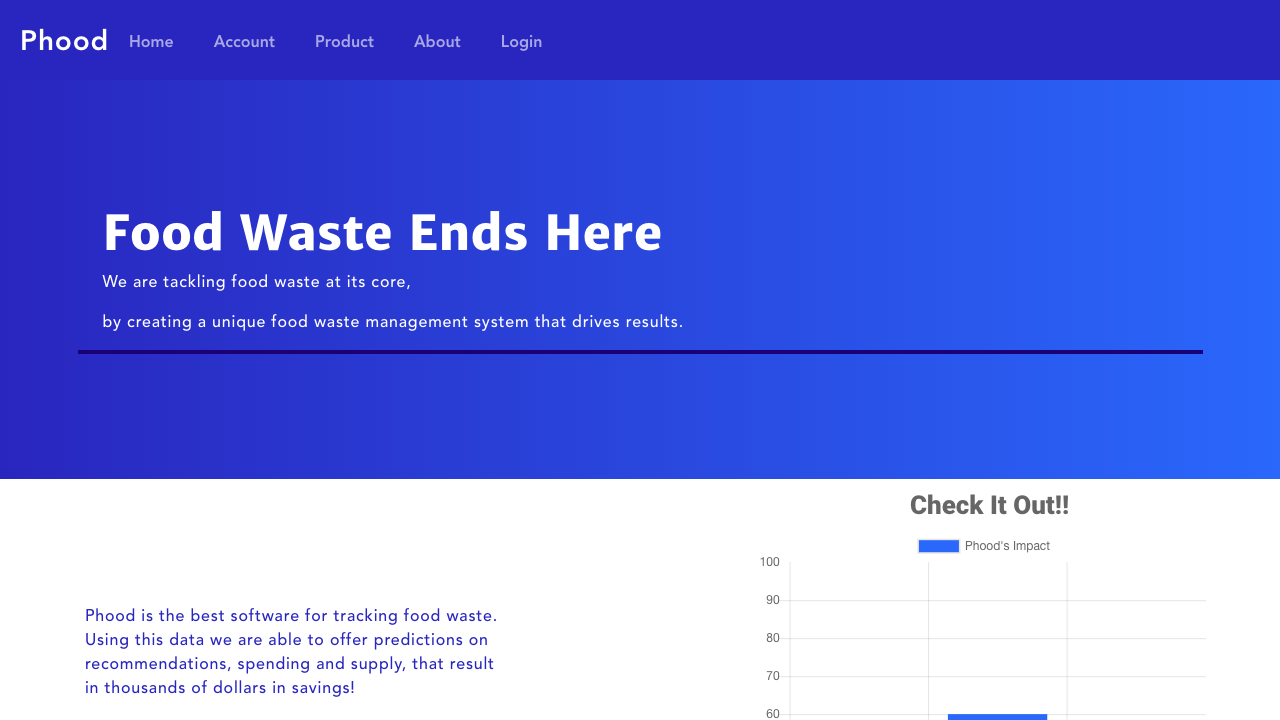 Phood
Home
Account
Product
About
Login
Food Waste Ends Here
We are tackling food waste at its core,
by creating a unique food waste management system that drives results.
Check It Out!!
Phood's Impact
100
90
80
70
60
Phood is the best software for tracking food waste.
Using this data we are able to offer predictions on
recommendations, spending and supply, that result
in thousands of dollars in savings!